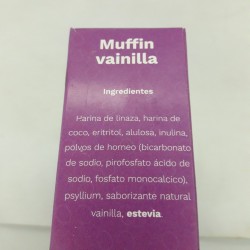 Muffin
vainilla
Ingredientes
Harina de linaza, harina de
coco, eritritol, alulosa, inulina,
polvos de horneo (bicarbonato
de sodio, pirofosfato ácido de
sodio, fosfato monocalcico),
psyllium, saborizante natural
vainilla, estevia.